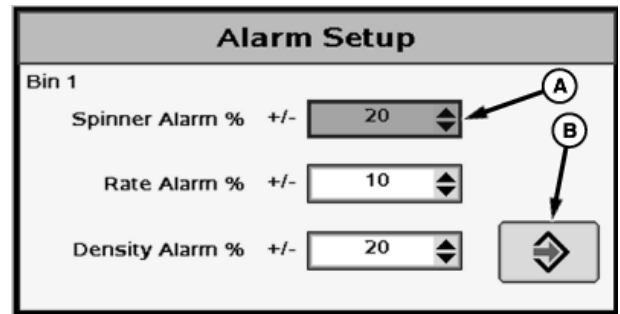 Alarm Setup
Bin 1
A
Spinner Alarm % +/- 20
B
Rate Alarm % +/- 10
Density Alarm % +/- 20